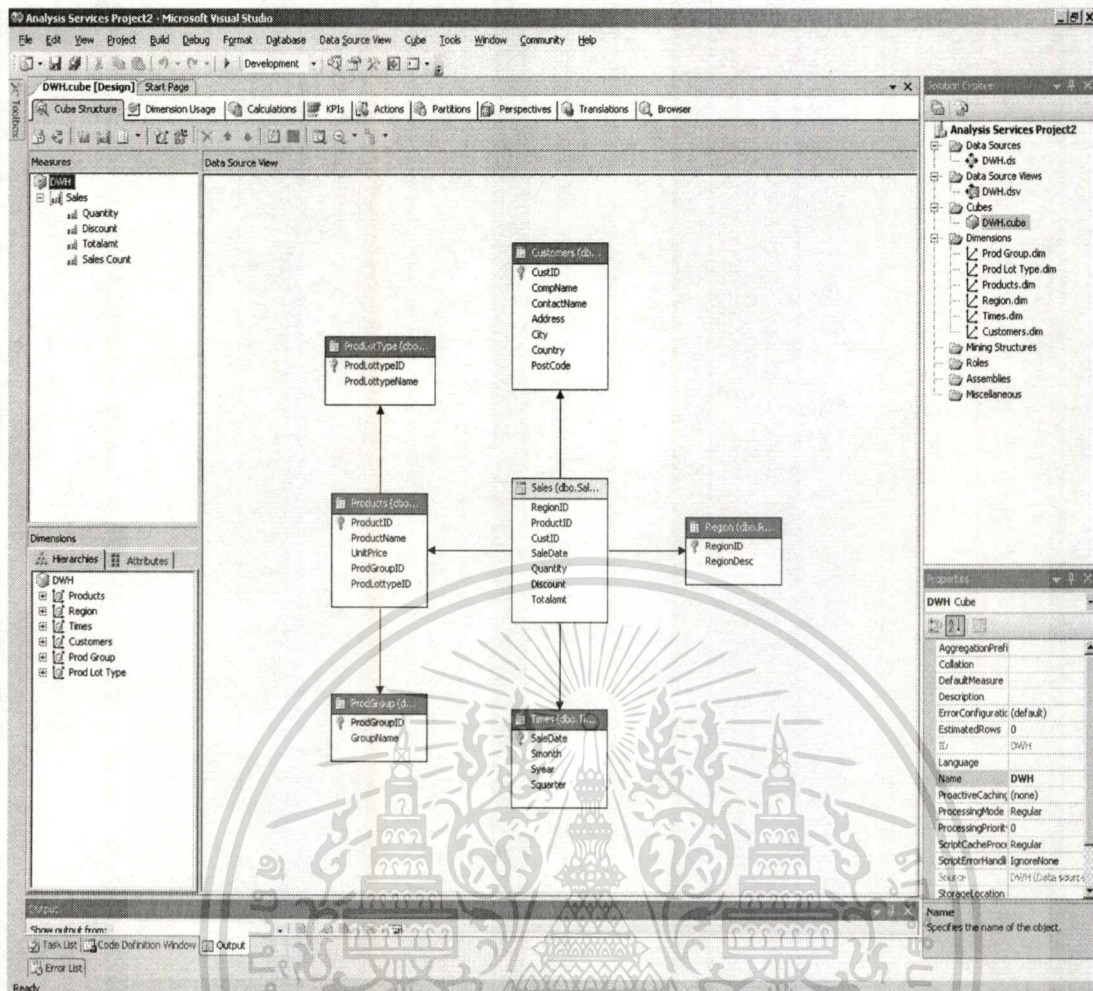 Analysis Services Project2 - Microsoft Visual Studio
File Edit View Project Build Debug Format Database Data Source View Cube Tools Window Community Help
Development
DWH.cube [Design] Start Page
Cube Structure Dimension Usage Calculations KPIs Actions Partitions Perspectives Translations Browser
Toolbox
Measures
DWH
Sales
Quantity
Discount
Totalamt
Sales Count
Dimensions
Hierarchies Attributes
DWH
Products
Region
Times
Customers
Prod Group
Prod Lot Type
Data Source View
Customers (db...
CustID
CompName
ContactName
Address
City
Country
PostCode
ProdLotType (dbo...
ProdLottypeID
ProdLottypeName
Products (dbo...
ProductID
ProductName
UnitPrice
ProdGroupID
ProdLottypeID
Sales (dbo.Sal...
RegionID
ProductID
CustID
SaleDate
Quantity
Discount
Totalamt
Region (dbo.R...
RegionID
RegionDesc
ProdGroup (d...
ProdGroupID
GroupName
Times (dbo.Ti...
SaleDate
Smonth
Syear
Squarter
Solution Explorer
Analysis Services Project2
Data Sources
DWH.ds
Data Source Views
DWH.dsv
Cubes
DWH.cube
Dimensions
Prod Group.dim
Prod Lot Type.dim
Products.dim
Region.dim
Times.dim
Customers.dim
Mining Structures
Roles
Assemblies
Miscellaneous
Properties
DWH Cube
AggregationPrefi
Collation
DefaultMeasure
Description
ErrorConfiguratic (default)
EstimatedRows 0
ID DWH
Language
Name DWH
ProactiveCaching (none)
ProcessingMode Regular
ProcessingPriorit 0
ScriptCacheProce Regular
ScriptErrorHandli IgnoreNone
Source DWH (Data source
StorageLocation
Name
Specifies the name of the object.
Output
Show output from:
Task List Code Definition Window Output
Error List
Ready